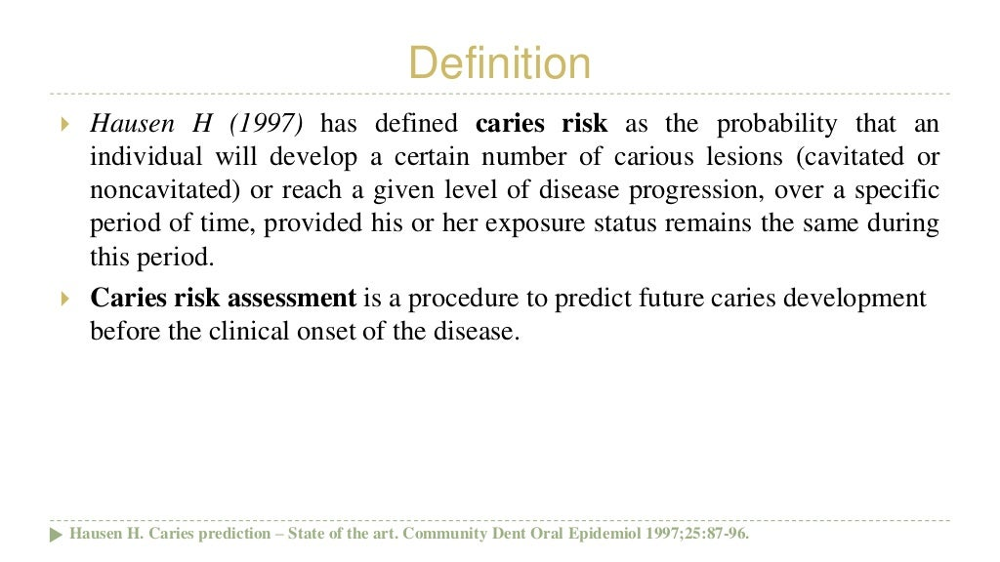 Definition
Hausen H (1997) has defined caries risk as the probability that an
individual will develop a certain number of carious lesions (cavitated or
noncavitated) or reach a given level of disease progression, over a specific
period of time, provided his or her exposure status remains the same during
this period.
Caries risk assessment is a procedure to predict future caries development
before the clinical onset of the disease.
Hausen H. Caries prediction – State of the art. Community Dent Oral Epidemiol 1997;25:87-96.